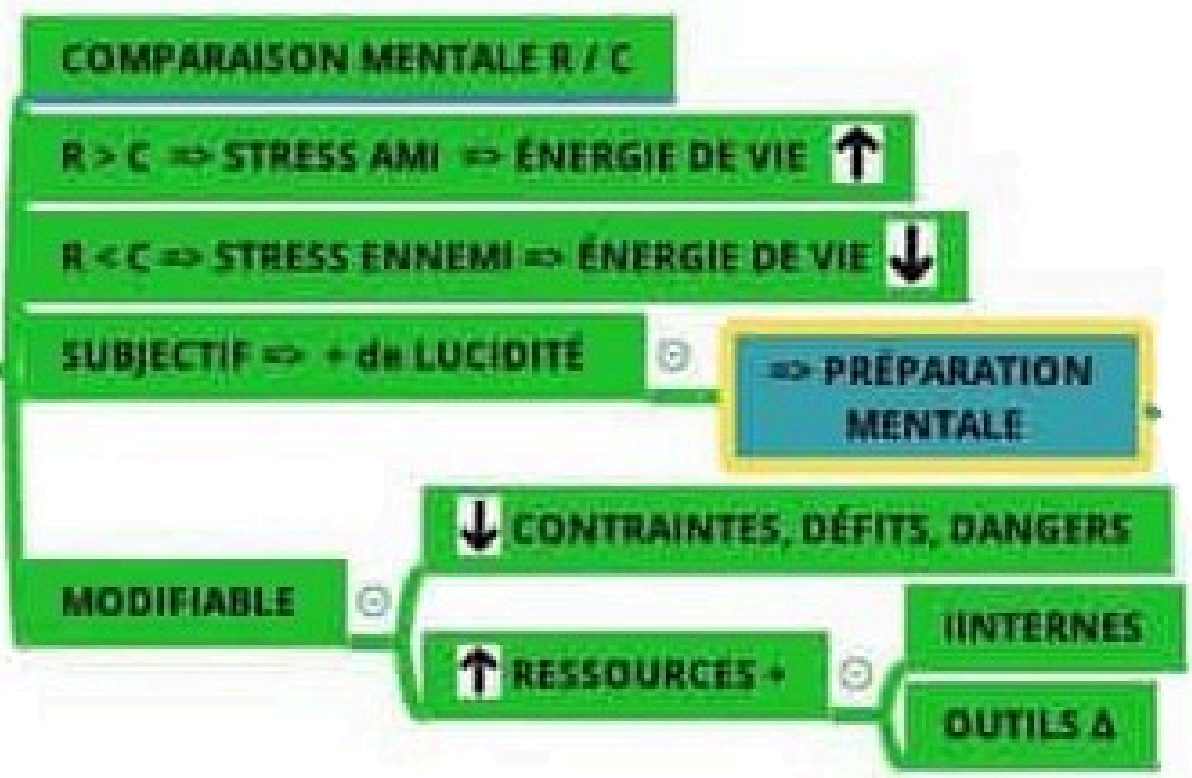 COMPARAISON MENTALE R / C
R > C => STRESS AMI => ÉNERGIE DE VIE ↑
R < C => STRESS ENNEMI => ÉNERGIE DE VIE ↓
SUBJECTIF => + de LUCIDITÉ
=> PRÉPARATION
MENTALE
MODIFIABLE
↓ CONTRAINTES, DÉFITS, DANGERS
↑ RESSOURCES +
IINTERNES
OUTILS Δ